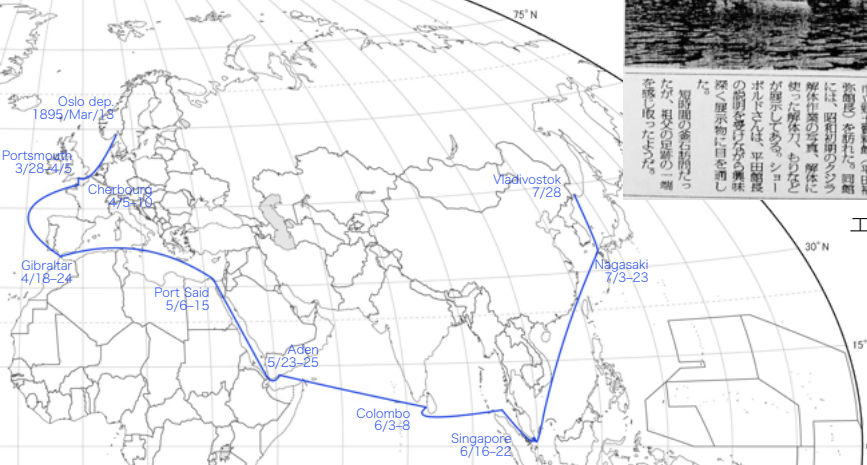 75° N
Oslo dep.
1895/Mar/13
Portsmouth
3/28–4/5
Cherbourg
4/5–10
Gibraltar
4/18–24
Port Said
5/6–15
Aden
5/23–25
Colombo
6/3–8
Singapore
6/16–22
Nagasaki
7/3–23
Vladivostok
7/28
30° N
15°
弥館長）を訪れた。同館
には、昭和初期のクジラ
解体作業の写真、解体に
使った解体刀、もりなど
が展示してある。ショー
ボルドさんは、平田館長
の説明を受けながら興味
深く展示物に目を通し
た。
短時間の釜石訪問だっ
たが、祖父の足跡の一端
を感じ取ったようだ。
工